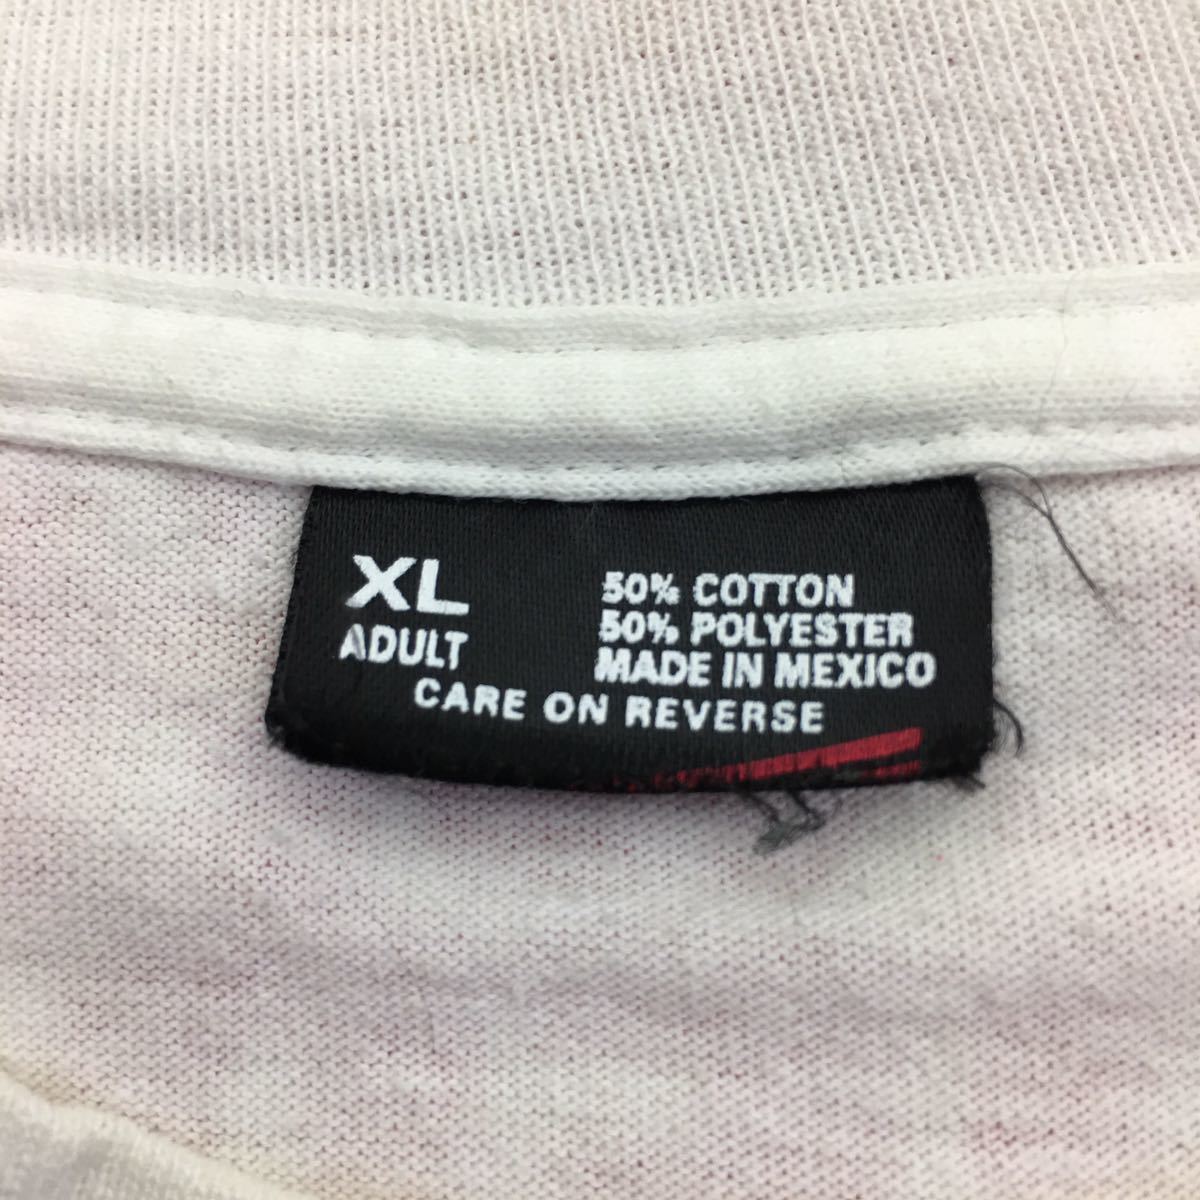 XL
ADULT
50% COTTON
50% POLYESTER
MADE IN MEXICO
CARE ON REVERSE